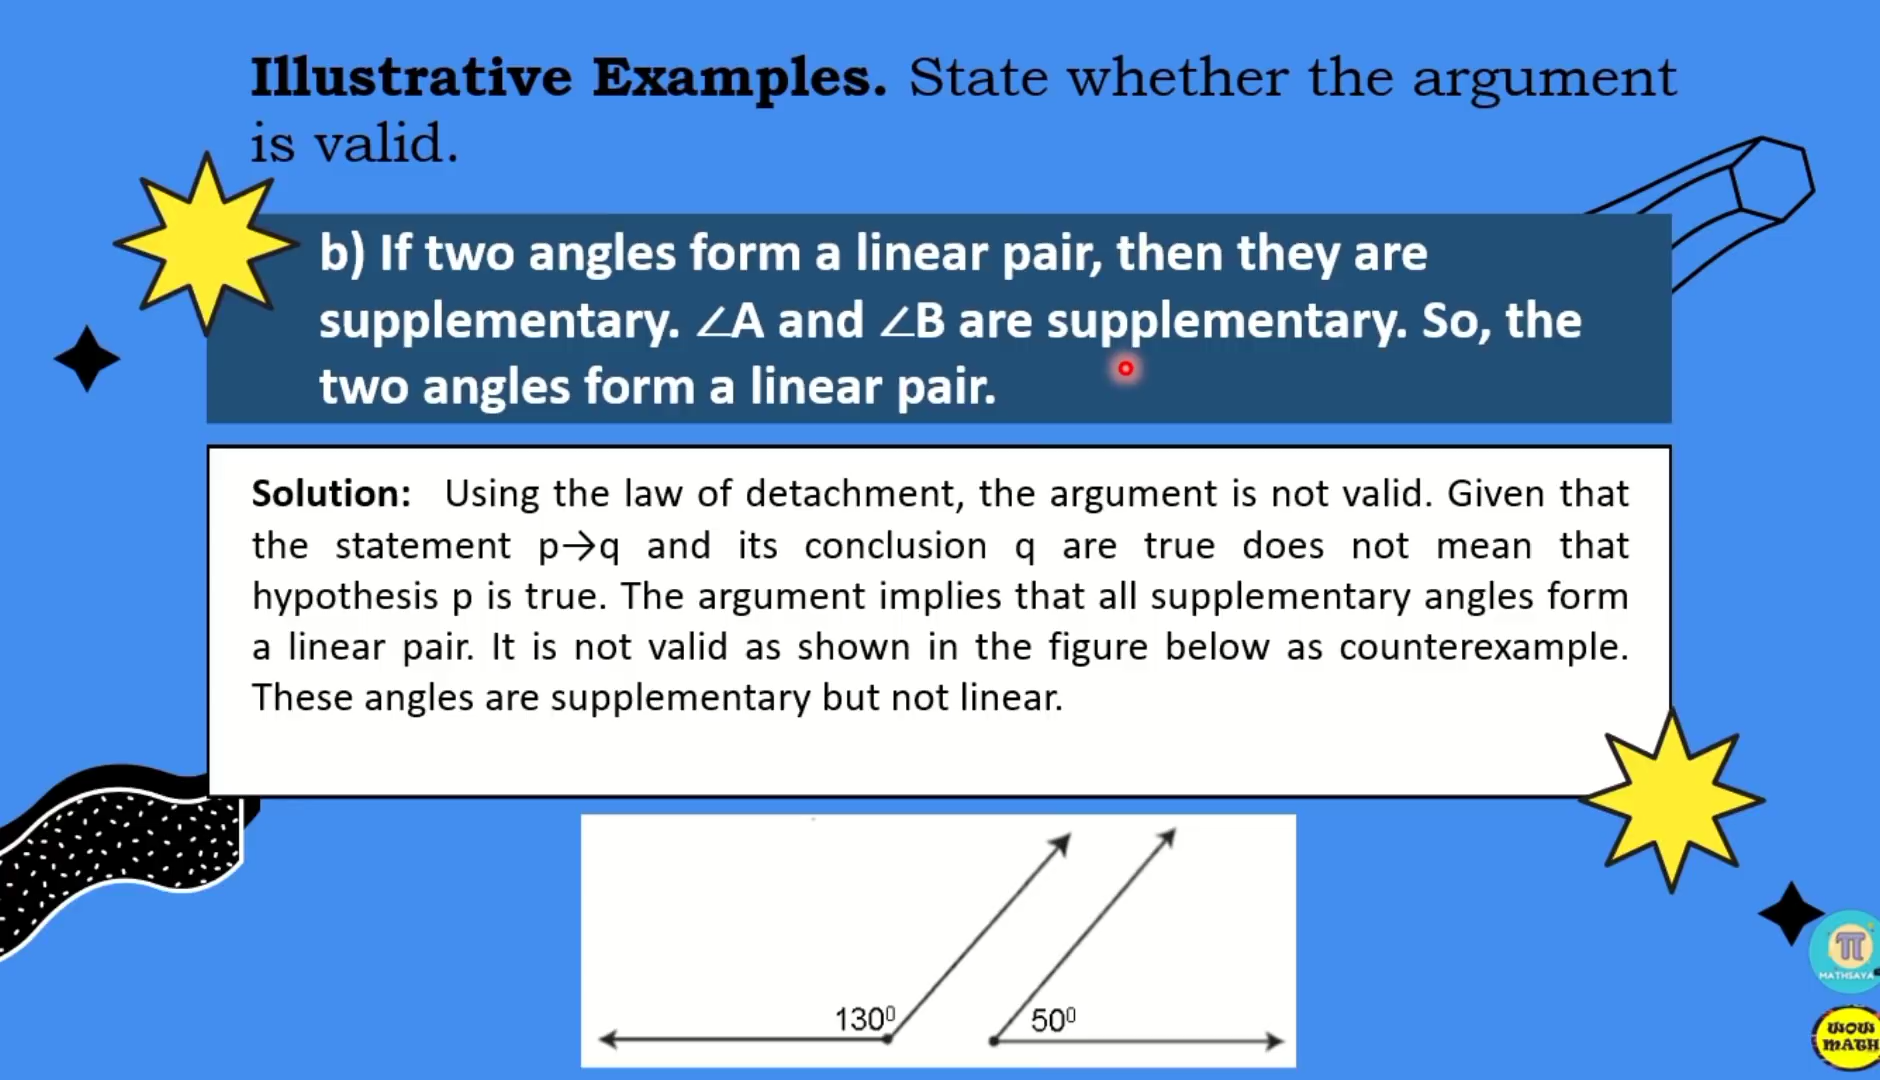 Illustrative Examples. State whether the argument
is valid.
b) If two angles form a linear pair, then they are
supplementary. ∠A and ∠B are supplementary. So, the
two angles form a linear pair.
Solution: Using the law of detachment, the argument is not valid. Given that
the statement p→q and its conclusion q are true does not mean that
hypothesis p is true. The argument implies that all supplementary angles form
a linear pair. It is not valid as shown in the figure below as counterexample.
These angles are supplementary but not linear.
130⁰
50⁰
π
MATHSAYA
WOW
MATH